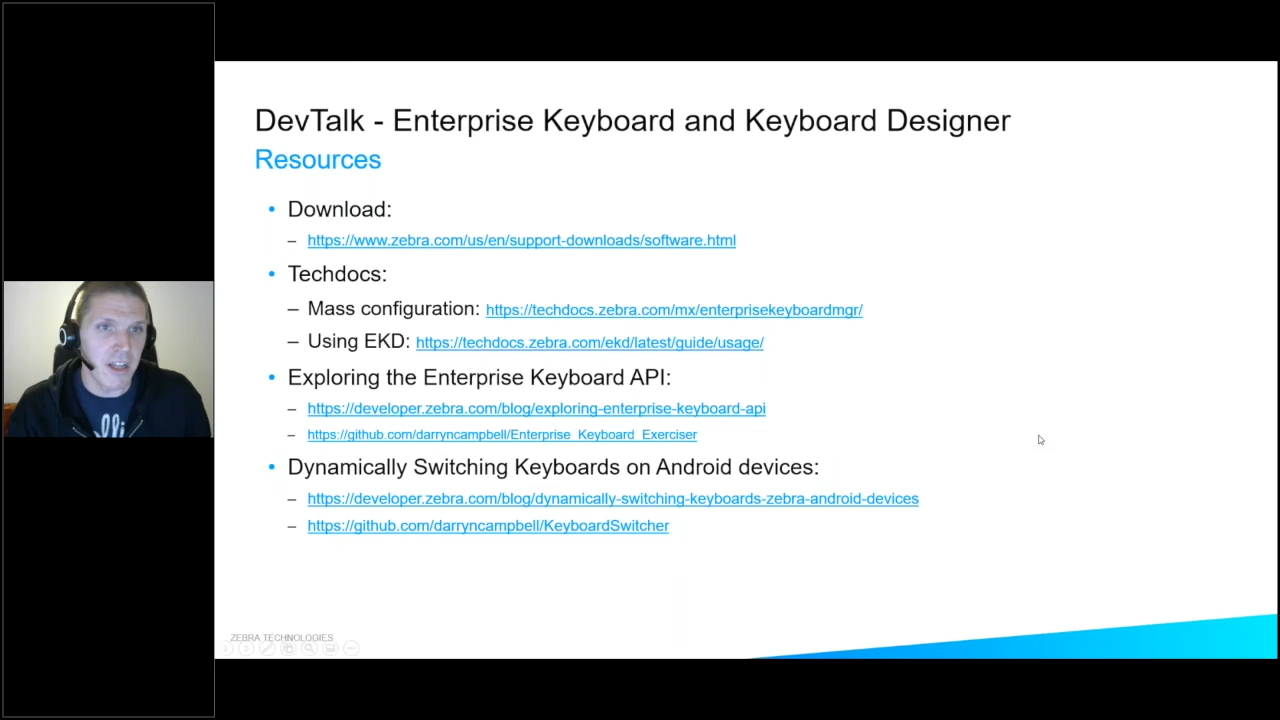 DevTalk - Enterprise Keyboard and Keyboard Designer
Resources
• Download:
– https://www.zebra.com/us/en/support-downloads/software.html
• Techdocs:
– Mass configuration: https://techdocs.zebra.com/mx/enterprisekeyboardmgr/
– Using EKD: https://techdocs.zebra.com/ekd/latest/guide/usage/
• Exploring the Enterprise Keyboard API:
– https://developer.zebra.com/blog/exploring-enterprise-keyboard-api
– https://github.com/darryncampbell/Enterprise_Keyboard_Exerciser
• Dynamically Switching Keyboards on Android devices:
– https://developer.zebra.com/blog/dynamically-switching-keyboards-zebra-android-devices
– https://github.com/darryncampbell/KeyboardSwitcher
ZEBRA TECHNOLOGIES